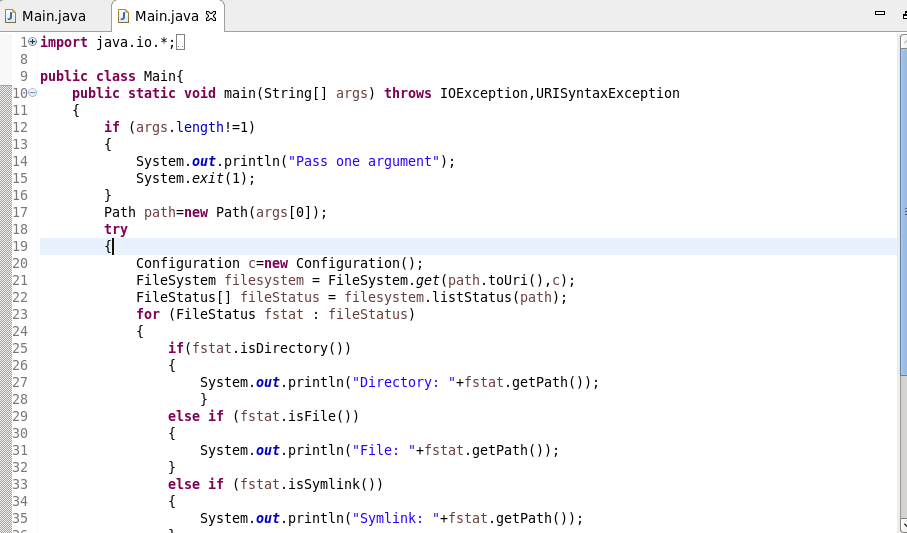 Main.java Main.java
1 import java.io.*;
8
9 public class Main{
10 public static void main(String[] args) throws IOException,URISyntaxException
11 {
12 if (args.length!=1)
13 {
14 System.out.println("Pass one argument");
15 System.exit(1);
16 }
17 Path path=new Path(args[0]);
18 try
19 {
20 Configuration c=new Configuration();
21 FileSystem filesystem = FileSystem.get(path.toUri(),c);
22 FileStatus[] fileStatus = filesystem.listStatus(path);
23 for (FileStatus fstat : fileStatus)
24 {
25 if(fstat.isDirectory())
26 {
27 System.out.println("Directory: "+fstat.getPath());
28 }
29 else if (fstat.isFile())
30 {
31 System.out.println("File: "+fstat.getPath());
32 }
33 else if (fstat.isSymlink())
34 {
35 System.out.println("Symlink: "+fstat.getPath());